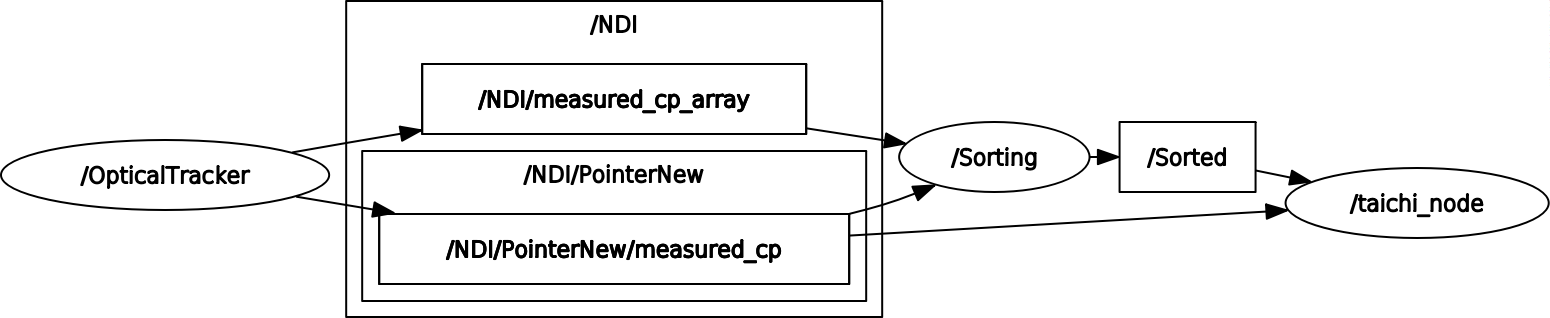 /NDI
/NDI/measured_cp_array
/OpticalTracker
/NDI/PointerNew
/NDI/PointerNew/measured_cp
/Sorting
/Sorted
/taichi_node